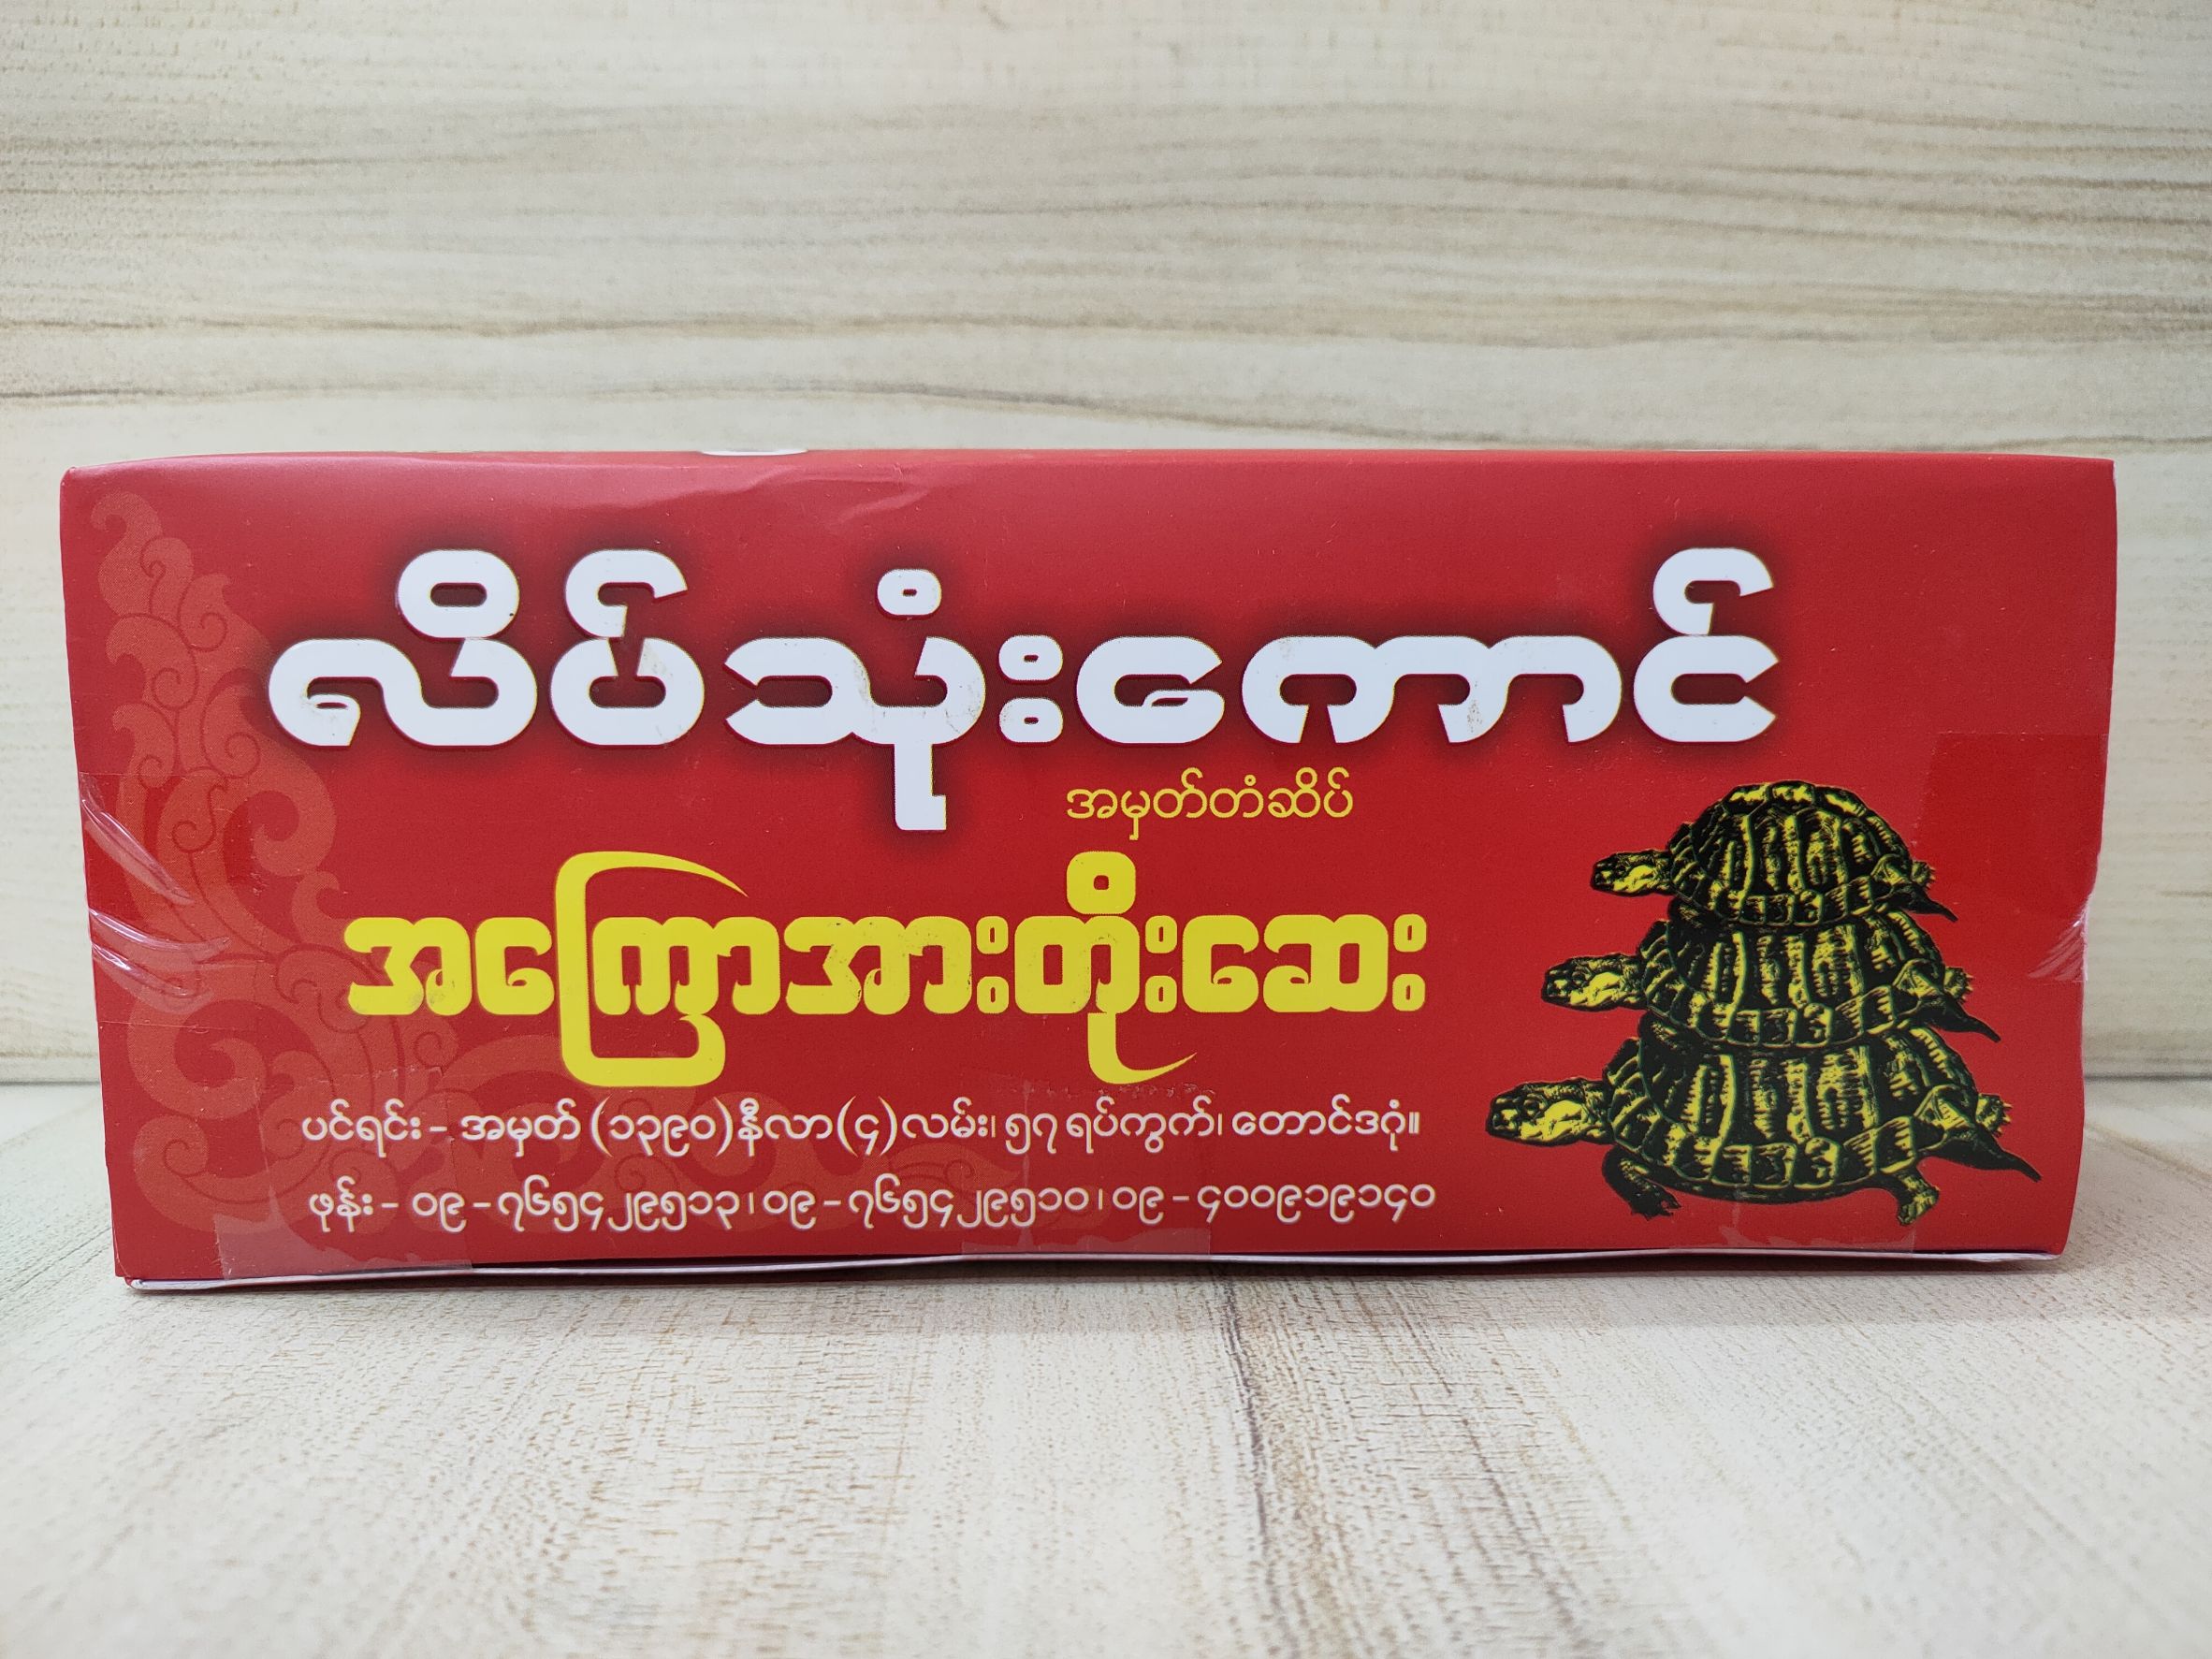 လိပ်သုံးကောင်
အမှတ်တံဆိပ်
အကြောအားတိုးဆေး
ပင်ရင်း - အမှတ် (၁၃၉၀) နီလာ (၄) လမ်း၊ ၅၇ ရပ်ကွက်၊ တောင်ဒဂုံ။
ဖုန်း - ၀၉ - ၇၆၅၄၂၉၅၁၃၊ ၀၉ - ၇၆၅၄၂၉၅၁၀၊ ၀၉ - ၄၀၀၉၁၉၁၄၀